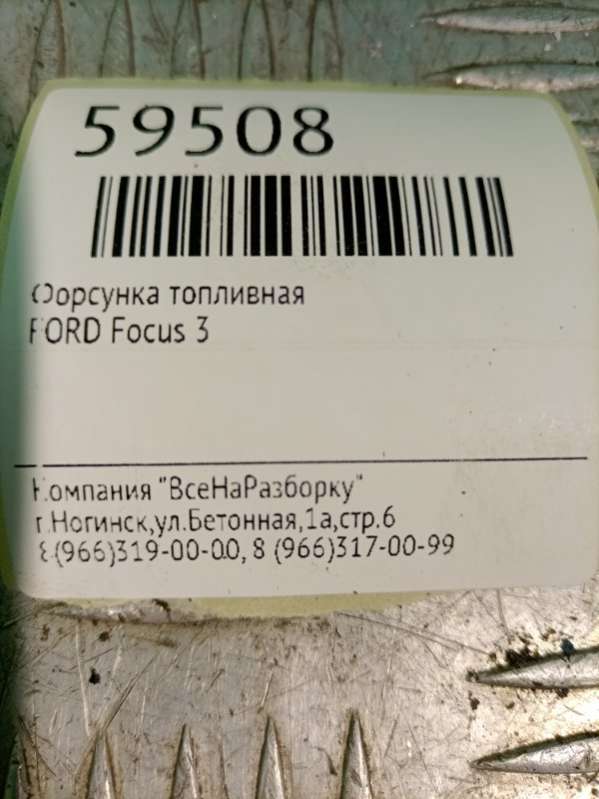 59508
Форсунка топливная
FORD Focus 3
Компания "ВсеНаРазборку"
г.Ногинск,ул.Бетонная,1а,стр.6
8(966)319-00-00, 8 (966)317-00-99